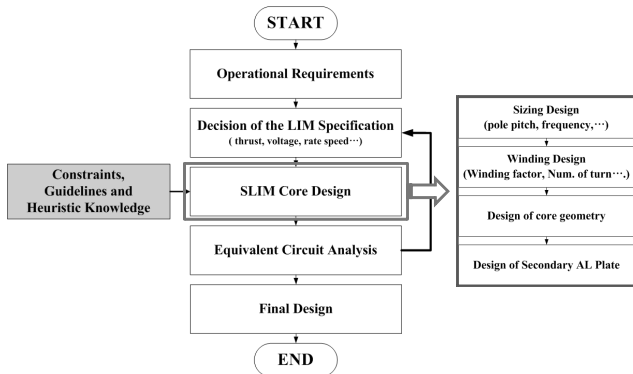 START
Operational Requirements
Decision of the LIM Specification
( thrust, voltage, rate speed⋯)
Constraints,
Guidelines and
Heuristic Knowledge
SLIM Core Design
Equivalent Circuit Analysis
Final Design
END
Sizing Design
(pole pitch, frequency,⋯)
Winding Design
(Winding factor, Num. of turn⋯.)
Design of core geometry
Design of Secondary AL Plate